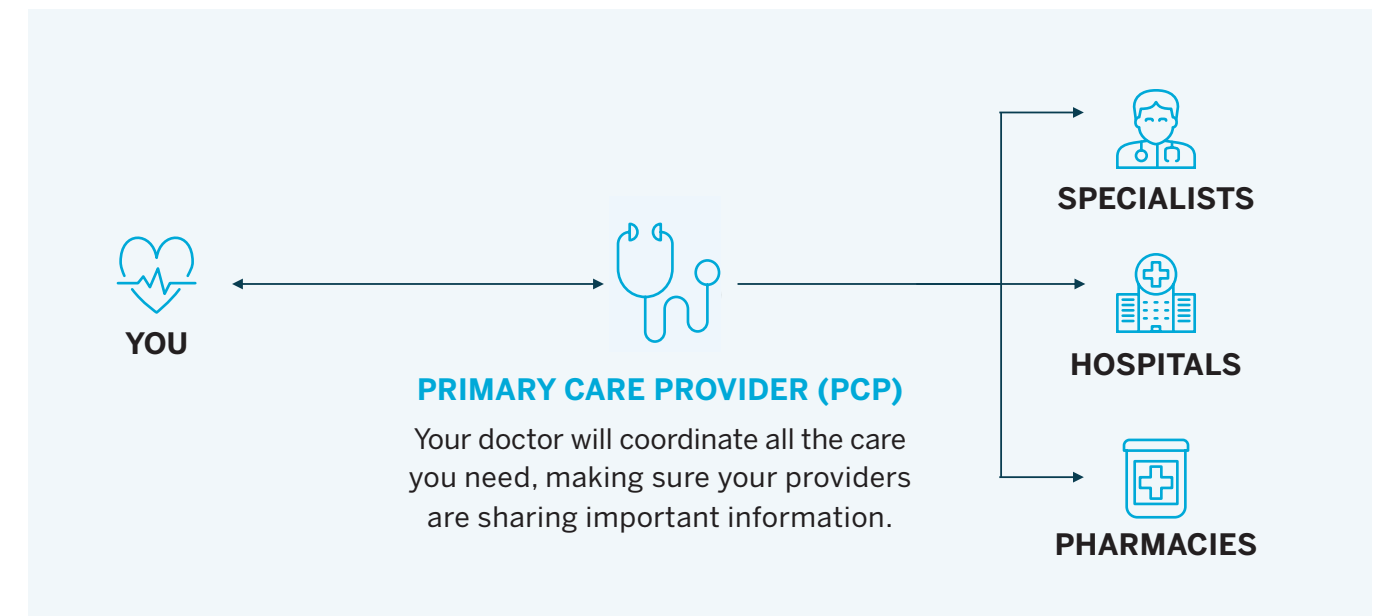 YOU
PRIMARY CARE PROVIDER (PCP)
Your doctor will coordinate all the care
you need, making sure your providers
are sharing important information.
SPECIALISTS
HOSPITALS
PHARMACIES